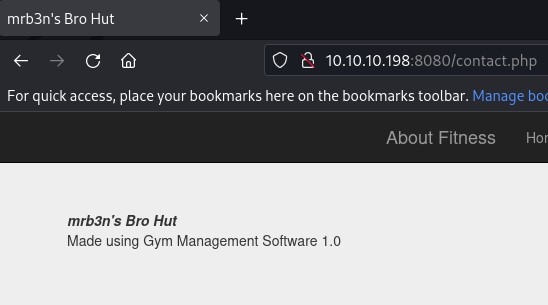 mrb3n's Bro Hut
10.10.10.198:8080/contact.php
For quick access, place your bookmarks here on the bookmarks toolbar. Manage boo
About Fitness Hor
mrb3n's Bro Hut
Made using Gym Management Software 1.0